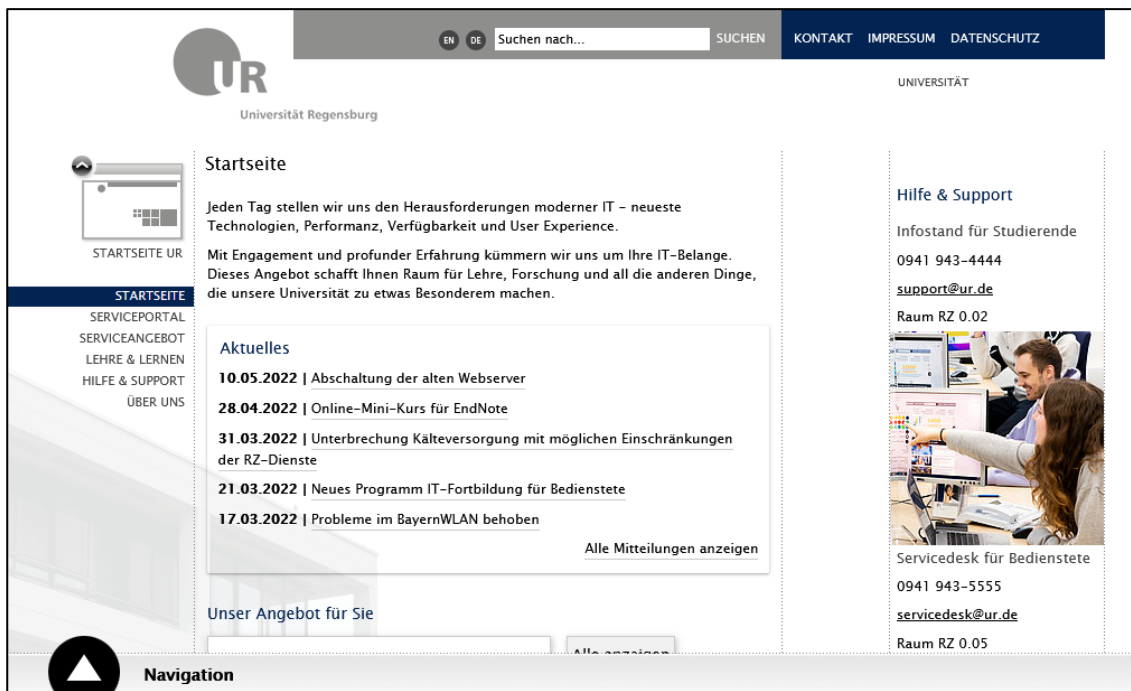 EN DE Suchen nach... SUCHEN KONTAKT IMPRESSUM DATENSCHUTZ
UR
Universität Regensburg
UNIVERSITÄT
STARTSEITE UR
STARTSEITE
SERVICEPORTAL
SERVICEANGEBOT
LEHRE & LERNEN
HILFE & SUPPORT
ÜBER UNS
Startseite
Jeden Tag stellen wir uns den Herausforderungen moderner IT – neueste
Technologien, Performanz, Verfügbarkeit und User Experience.
Mit Engagement und profunder Erfahrung kümmern wir uns um Ihre IT-Belange.
Dieses Angebot schafft Ihnen Raum für Lehre, Forschung und all die anderen Dinge,
die unsere Universität zu etwas Besonderem machen.
Aktuelles
10.05.2022 | Abschaltung der alten Webserver
28.04.2022 | Online-Mini-Kurs für EndNote
31.03.2022 | Unterbrechung Kälteversorgung mit möglichen Einschränkungen
der RZ-Dienste
21.03.2022 | Neues Programm IT-Fortbildung für Bedienstete
17.03.2022 | Probleme im BayernWLAN behoben
Alle Mitteilungen anzeigen
Unser Angebot für Sie
Alle anzeigen
Hilfe & Support
Infostand für Studierende
0941 943-4444
support@ur.de
Raum RZ 0.02
Servicedesk für Bedienstete
0941 943-5555
servicedesk@ur.de
Raum RZ 0.05
Navigation